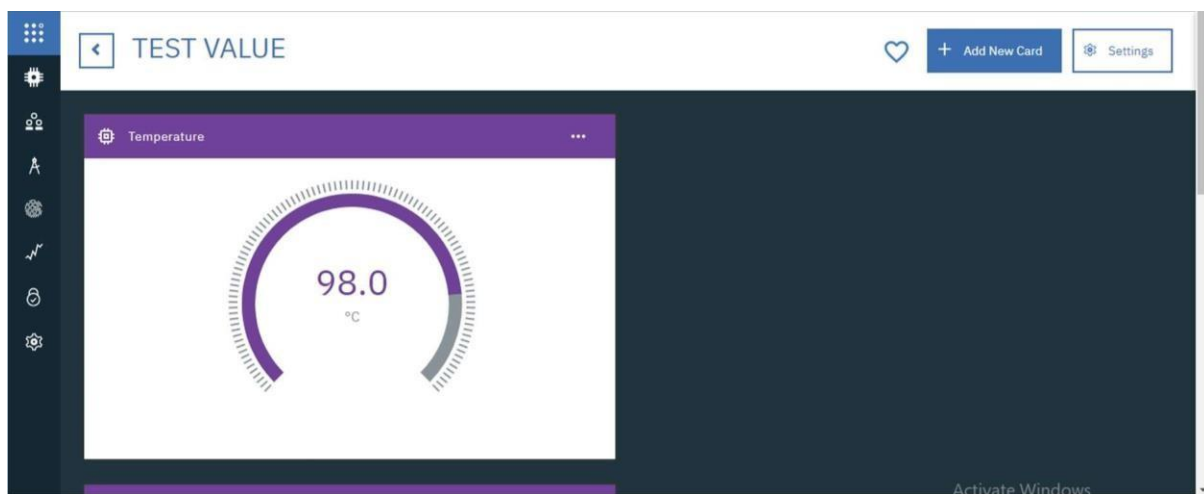 TEST VALUE
+ Add New Card
Settings
Temperature
98.0
°C
Activate Windows